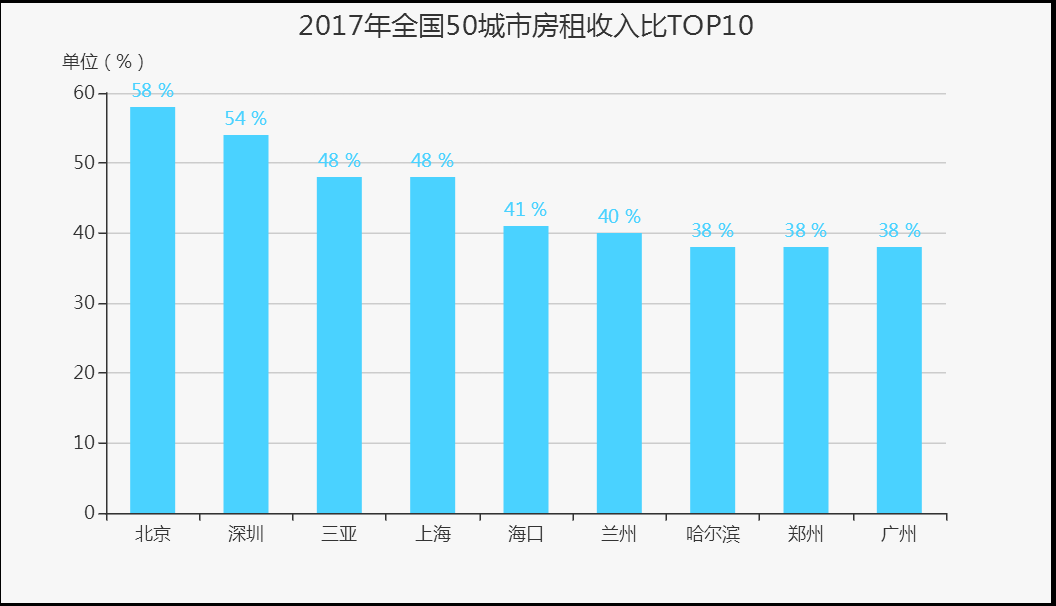 2017年全国50城市房租收入比TOP10
单位（%）
60
58 %
54 %
48 %
48 %
41 %
40 %
38 %
38 %
38 %
50
40
30
20
10
0
北京
深圳
三亚
上海
海口
兰州
哈尔滨
郑州
广州